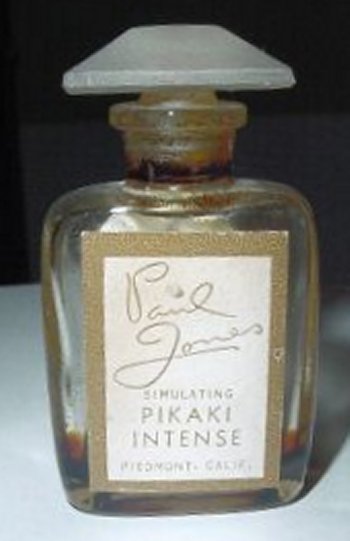 Paul
Jones
SIMULATING
PIKAKI
INTENSE
PIEDMONT, CALIF.